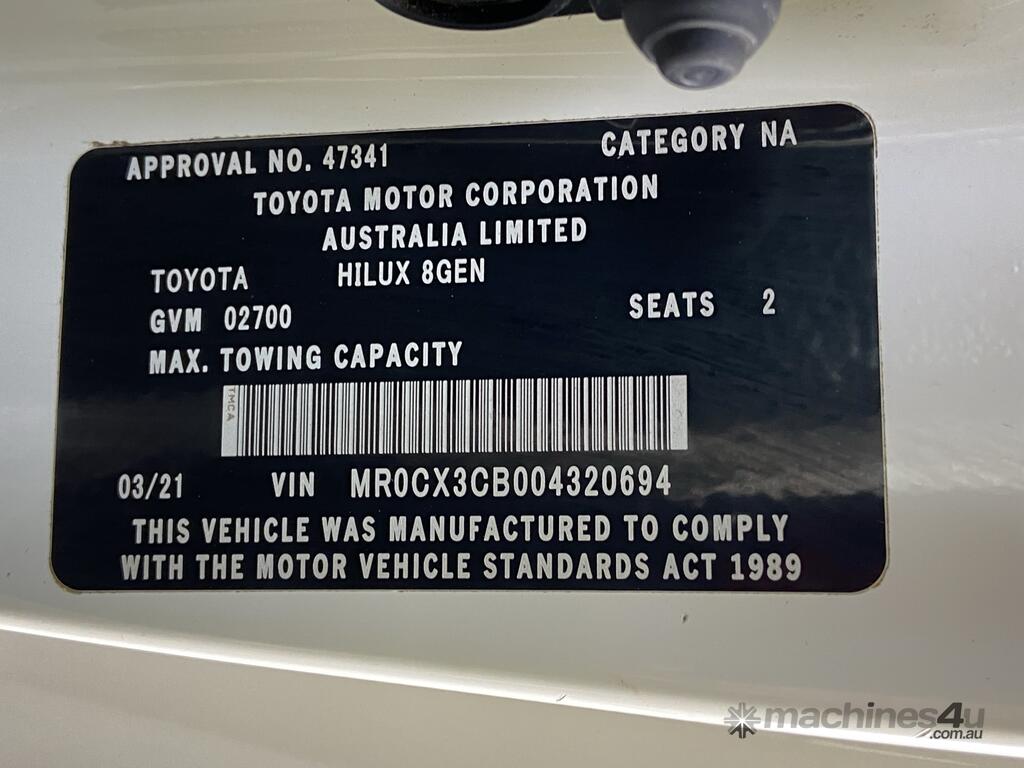 APPROVAL NO. 47341 CATEGORY NA
TOYOTA MOTOR CORPORATION
AUSTRALIA LIMITED
TOYOTA HILUX 8GEN
GVM 02700 SEATS 2
MAX. TOWING CAPACITY
TMCA
03/21 VIN MR0CX3CB004320694
THIS VEHICLE WAS MANUFACTURED TO COMPLY
WITH THE MOTOR VEHICLE STANDARDS ACT 1989
machines4u
.com.au